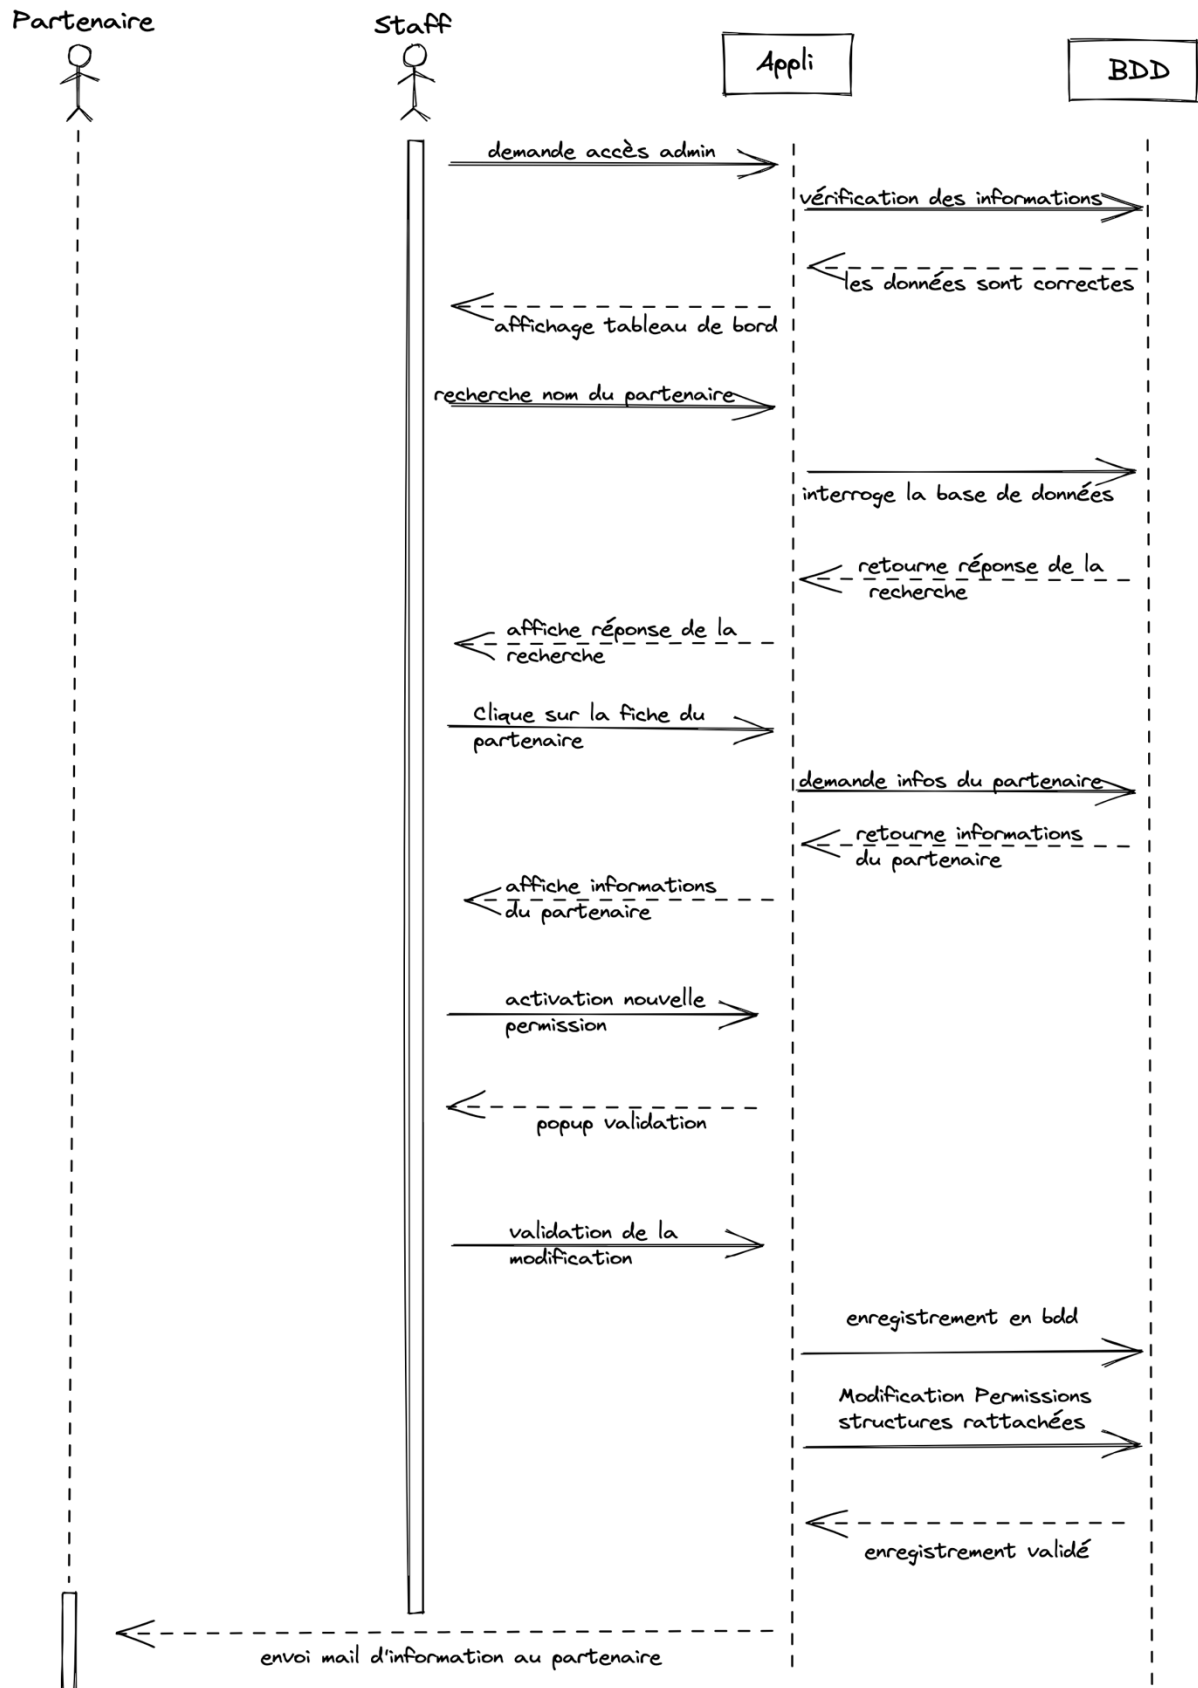 Partenaire
Staff
Appli
BDD
demande accès admin
vérification des informations
les données sont correctes
affichage tableau de bord
recherche nom du partenaire
interroge la base de données
retourne réponse de la
recherche
affiche réponse de la
recherche
Clique sur la fiche du
partenaire
demande infos du partenaire
retourne informations
du partenaire
affiche informations
du partenaire
activation nouvelle
permission
popup validation
validation de la
modification
enregistrement en bdd
Modification Permissions
structures rattachées
enregistrement validé
envoi mail d'information au partenaire